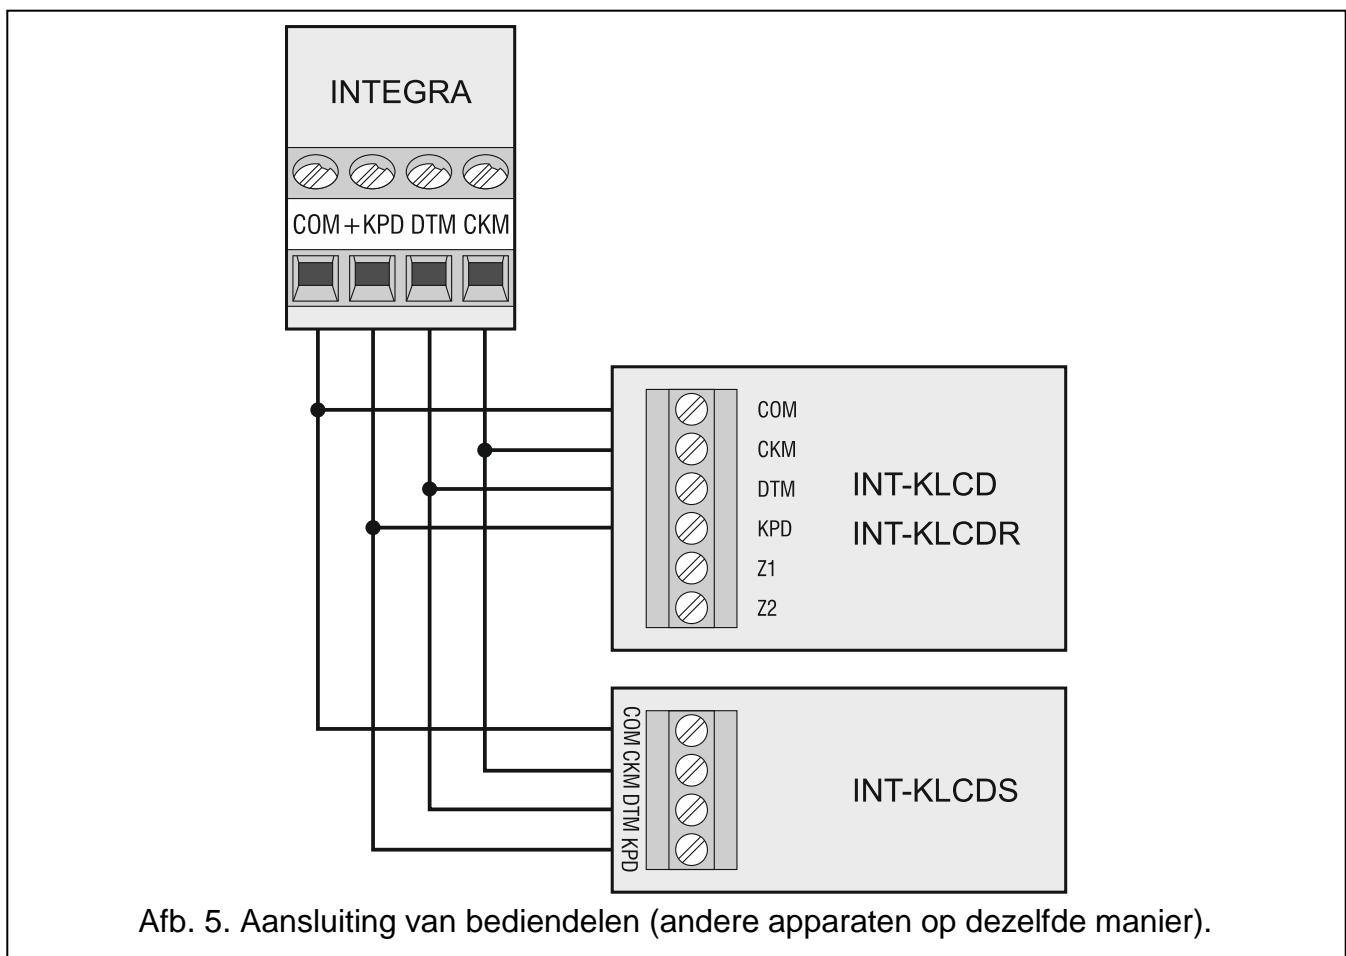 INTEGRA
COM +KPD DTM CKM
COM
CKM
DTM
KPD
Z1
Z2
INT-KLCD
INT-KLCDR
COM CKM DTM KPD
INT-KLCDS
Afb. 5. Aansluiting van bediendelen (andere apparaten op dezelfde manier).